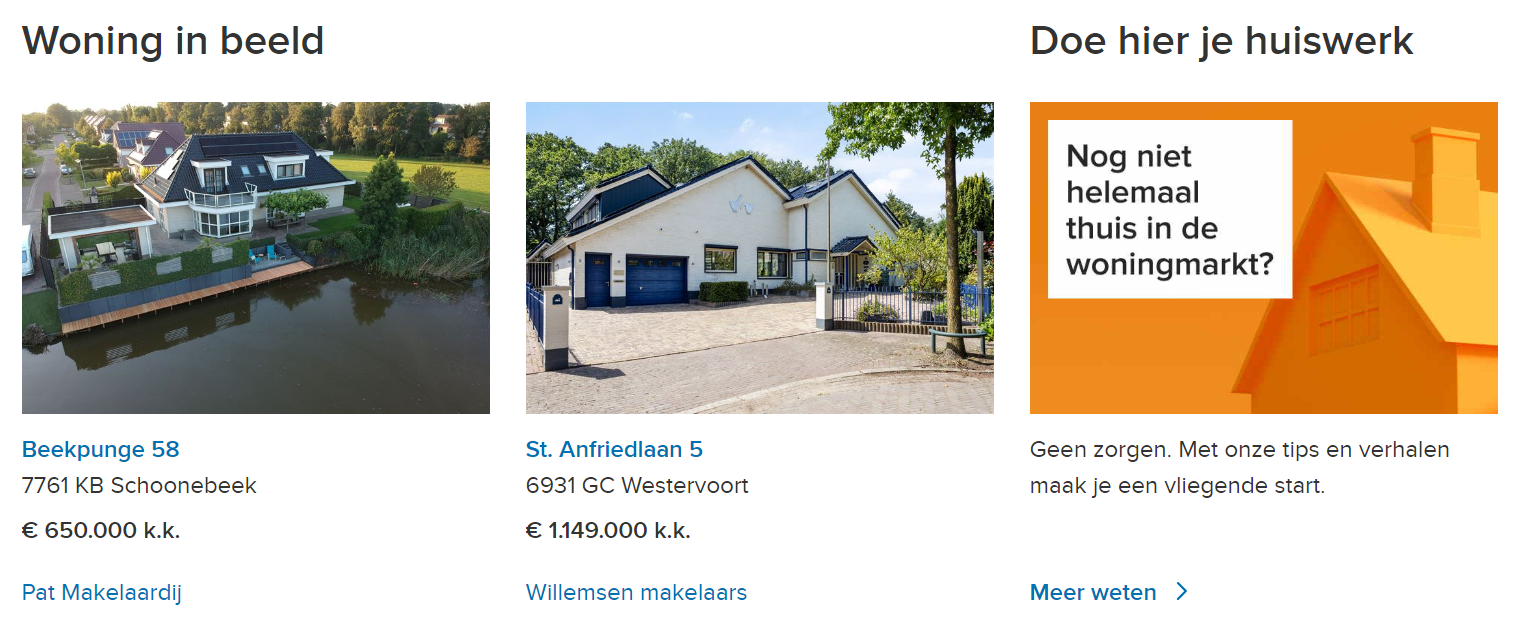 Woning in beeld
Beekpunge 58
7761 KB Schoonebeek
€ 650.000 k.k.
Pat Makelaardij
St. Anfriedlaan 5
6931 GC Westervoort
€ 1.149.000 k.k.
Willemsen makelaars
Doe hier je huiswerk
Nog niet
helemaal
thuis in de
woningmarkt?
Geen zorgen. Met onze tips en verhalen
maak je een vliegende start.
Meer weten